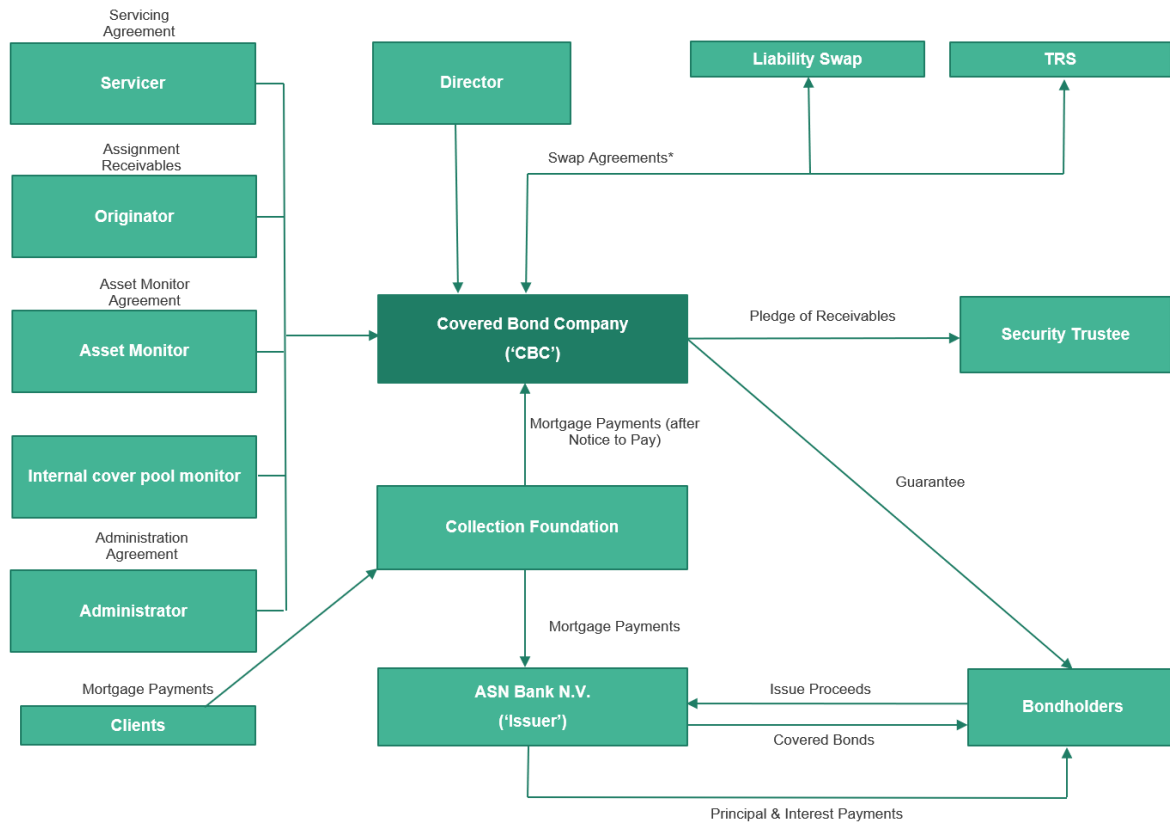 Servicing
Agreement
Servicer
Director
Liability Swap
TRS
Assignment
Receivables
Swap Agreements*
Originator
Asset Monitor
Agreement
Asset Monitor
Covered Bond Company
(‘CBC’)
Pledge of Receivables
Security Trustee
Mortgage Payments (after
Notice to Pay)
Internal cover pool monitor
Guarantee
Collection Foundation
Administration
Agreement
Administrator
Mortgage Payments
Mortgage Payments
Clients
ASN Bank N.V.
(‘Issuer’)
Issue Proceeds
Covered Bonds
Bondholders
Principal & Interest Payments